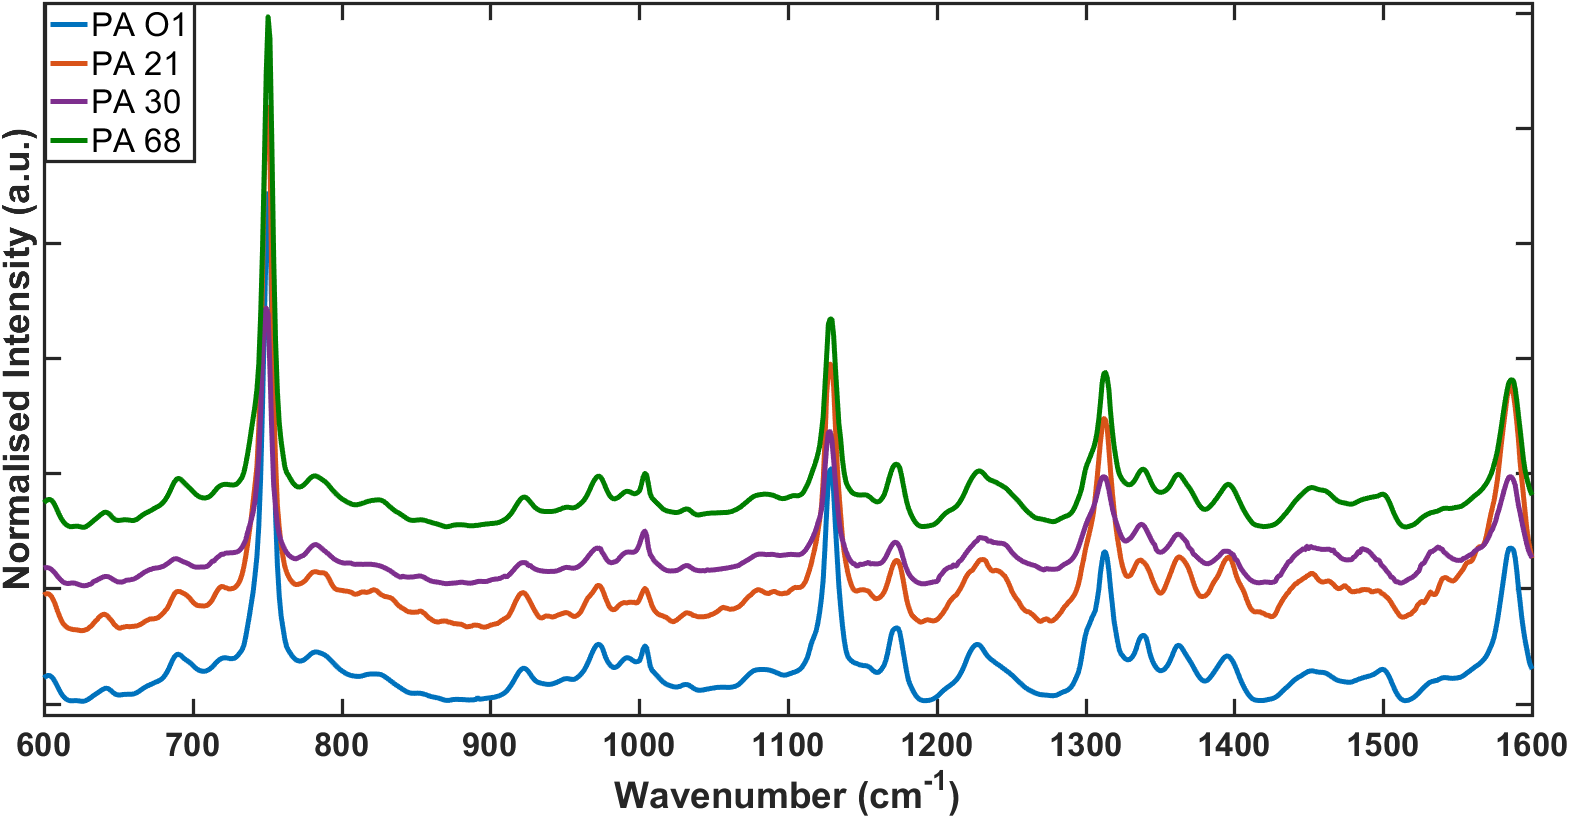 PA O1
PA 21
PA 30
PA 68
Normalised Intensity (a.u.)
600 700 800 900 1000 1100 1200 1300 1400 1500 1600
Wavenumber (cm-1)